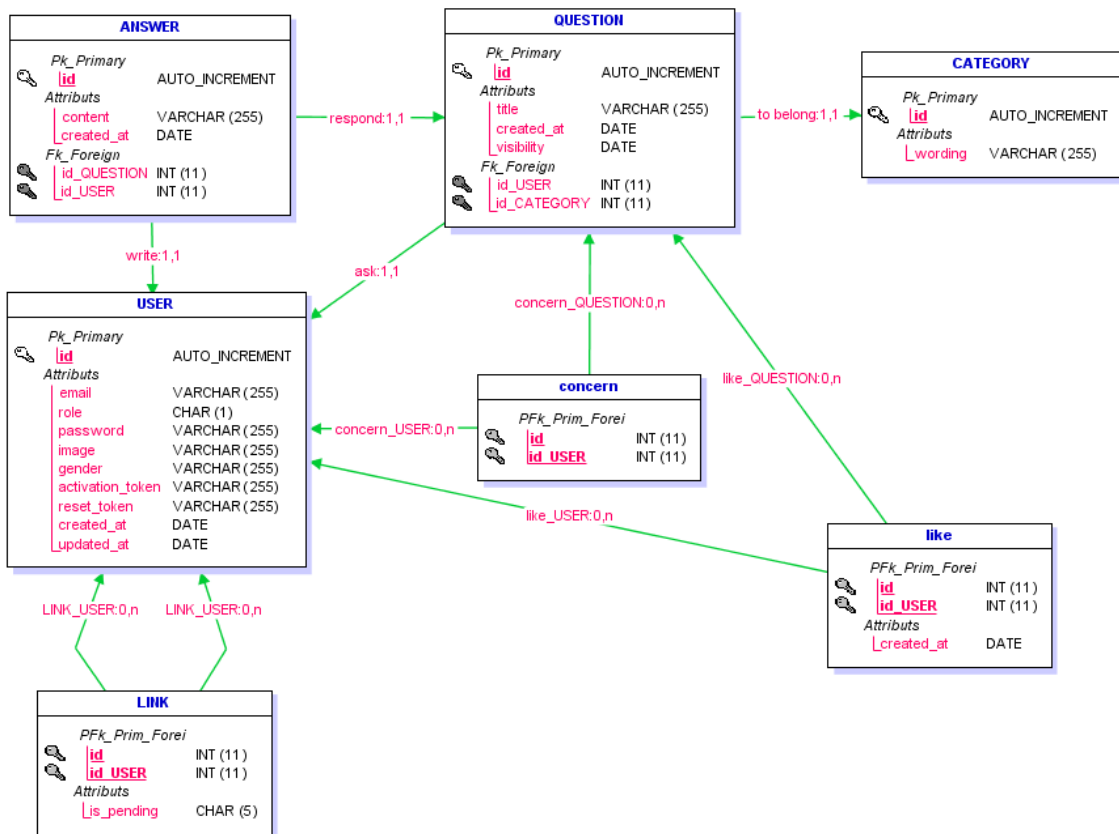 ANSWER
Pk_Primary
id AUTO_INCREMENT
Attributs
content VARCHAR (255)
created_at DATE
Fk_Foreign
id_QUESTION INT (11)
id_USER INT (11)
respond:1,1
QUESTION
Pk_Primary
id AUTO_INCREMENT
Attributs
title VARCHAR (255)
created_at DATE
visibility DATE
Fk_Foreign
id_USER INT (11)
id_CATEGORY INT (11)
to belong:1,1
CATEGORY
Pk_Primary
id AUTO_INCREMENT
Attributs
wording VARCHAR (255)
write:1,1
ask:1,1
concern_QUESTION:0,n
like_QUESTION:0,n
USER
Pk_Primary
id AUTO_INCREMENT
Attributs
email VARCHAR (255)
role CHAR (1)
password VARCHAR (255)
image VARCHAR (255)
gender VARCHAR (255)
activation_token VARCHAR (255)
reset_token VARCHAR (255)
created_at DATE
updated_at DATE
concern_USER:0,n
concern
PFk_Prim_Forei
id INT (11)
id_USER INT (11)
like_USER:0,n
like
PFk_Prim_Forei
id INT (11)
id_USER INT (11)
Attributs
created_at DATE
LINK_USER:0,n LINK_USER:0,n
LINK
PFk_Prim_Forei
id INT (11)
id_USER INT (11)
Attributs
is_pending CHAR (5)